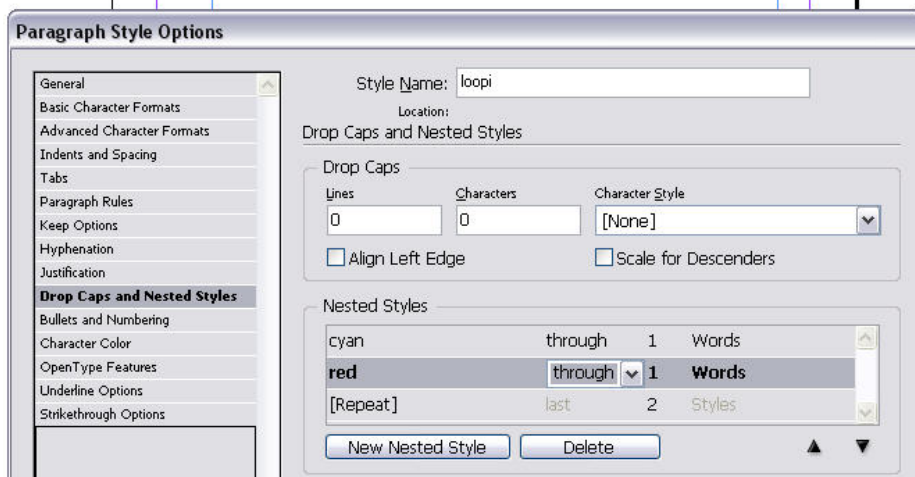 Paragraph Style Options
General
Basic Character Formats
Advanced Character Formats
Indents and Spacing
Tabs
Paragraph Rules
Keep Options
Hyphenation
Justification
Drop Caps and Nested Styles
Bullets and Numbering
Character Color
OpenType Features
Underline Options
Strikethrough Options
Style Name: loopi
Location:
Drop Caps and Nested Styles
Drop Caps
Lines Characters Character Style
0 0 [None]
Align Left Edge Scale for Descenders
Nested Styles
cyan through 1 Words
red through 1 Words
[Repeat] last 2 Styles
New Nested Style Delete